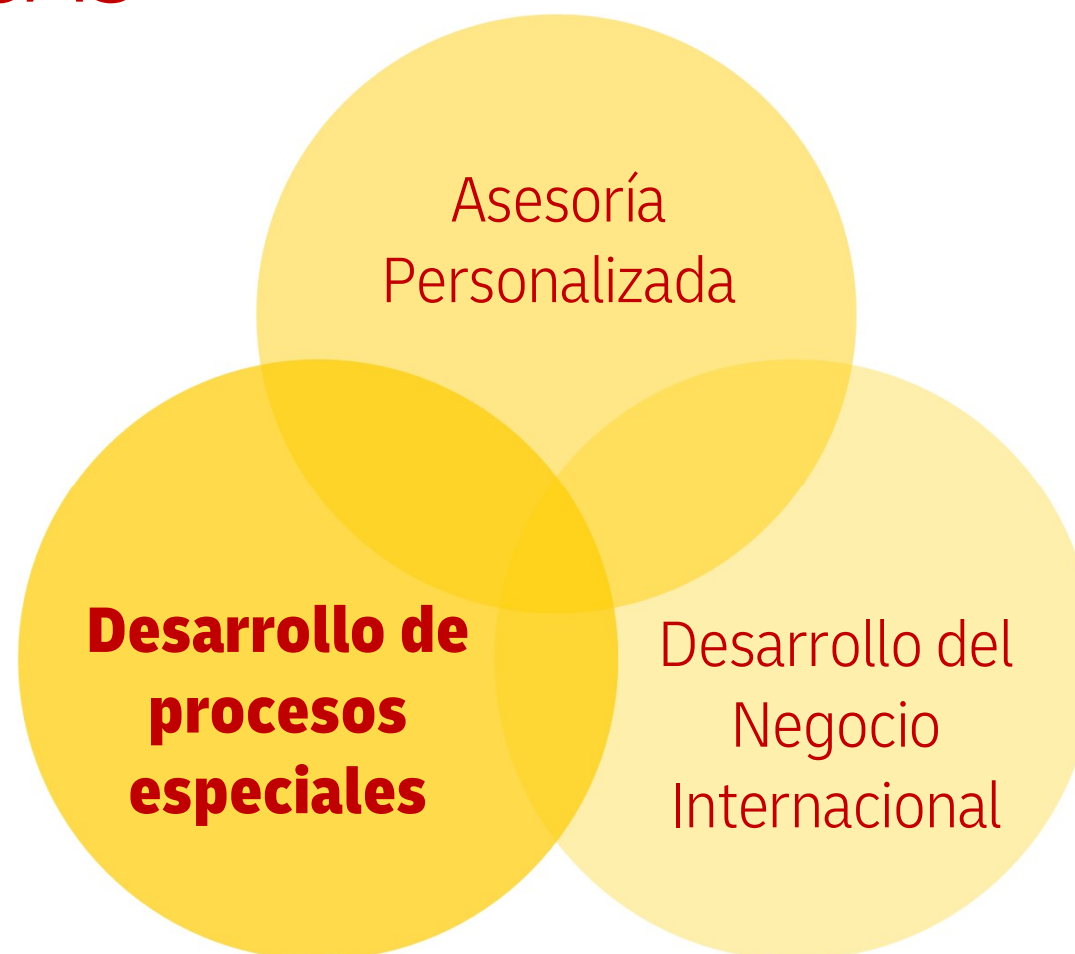 Asesoría
Personalizada
Desarrollo de
procesos
especiales
Desarrollo del
Negocio
Internacional